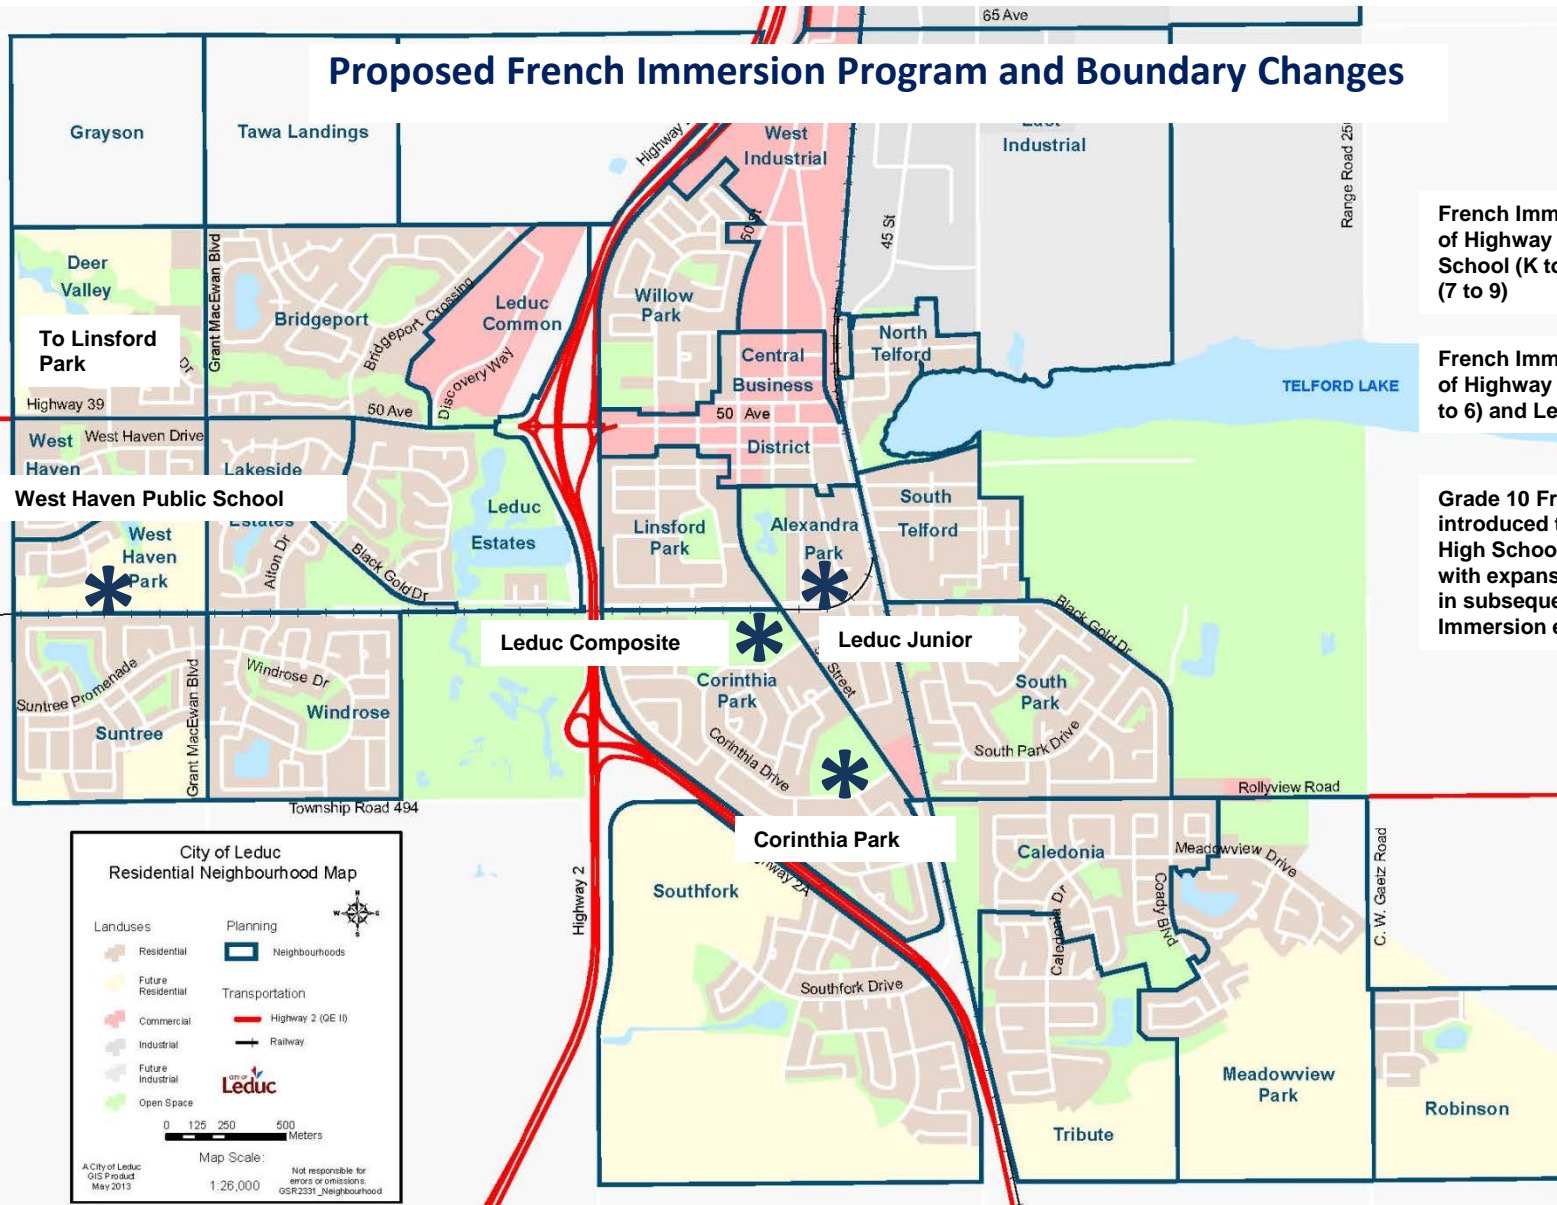 65 Ave
Proposed French Immersion Program and Boundary Changes
Grayson
Tawa Landings
Highway
West
Industrial
East
Industrial
Range Road 250
French Imm
of Highway
School (K to
(7 to 9)
Deer
Valley
Grant MacEwan Blvd
Bridgeport
Bridgeport Crossing
Leduc
Common
Discovery Way
Willow
Park
50 St
45 St
To Linsford
Park
Dr
Highway 39
50 Ave
Central
Business
50 Ave
District
North
Telford
TELFORD LAKE
French Imm
of Highway
to 6) and Le
West
Haven
West Haven Drive
Lakeside
Estates
West Haven Public School
West
Haven
Park
Alton Dr
Black Gold Dr
Leduc
Estates
Linsford
Park
Alexandra
Park
South
Telford
Grade 10 Fr
introduced t
High Schoo
with expans
in subseque
Immersion e
Leduc Composite
Leduc Junior
Black Gold Dr
Suntree Promenade
Suntree
Grant MacEwan Blvd
Windrose Dr
Windrose
Corinthia
Park
Corinthia Drive
Street
South
Park
South Park Drive
Rollyview Road
Township Road 494
Corinthia Park
Highway 2
Highway 2A
Southfork
Southfork Drive
Caledonia
Caledonia Dr
Coady Blvd
Meadowview Drive
C. W. Gaetz Road
Meadowview
Park
Robinson
Tribute
City of Leduc
Residential Neighbourhood Map
N
W E
S
Landuses
Planning
Residential
Neighbourhoods
Future
Residential
Transportation
Commercial
Highway 2 (QE II)
Industrial
Railway
Future
Industrial
CITY OF
Leduc
Open Space
0 125 250 500
Meters
Map Scale:
1:26,000
A City of Leduc
GIS Product
May 2013
Not responsible for
errors or omissions.
GSR2331_Neighbourhood